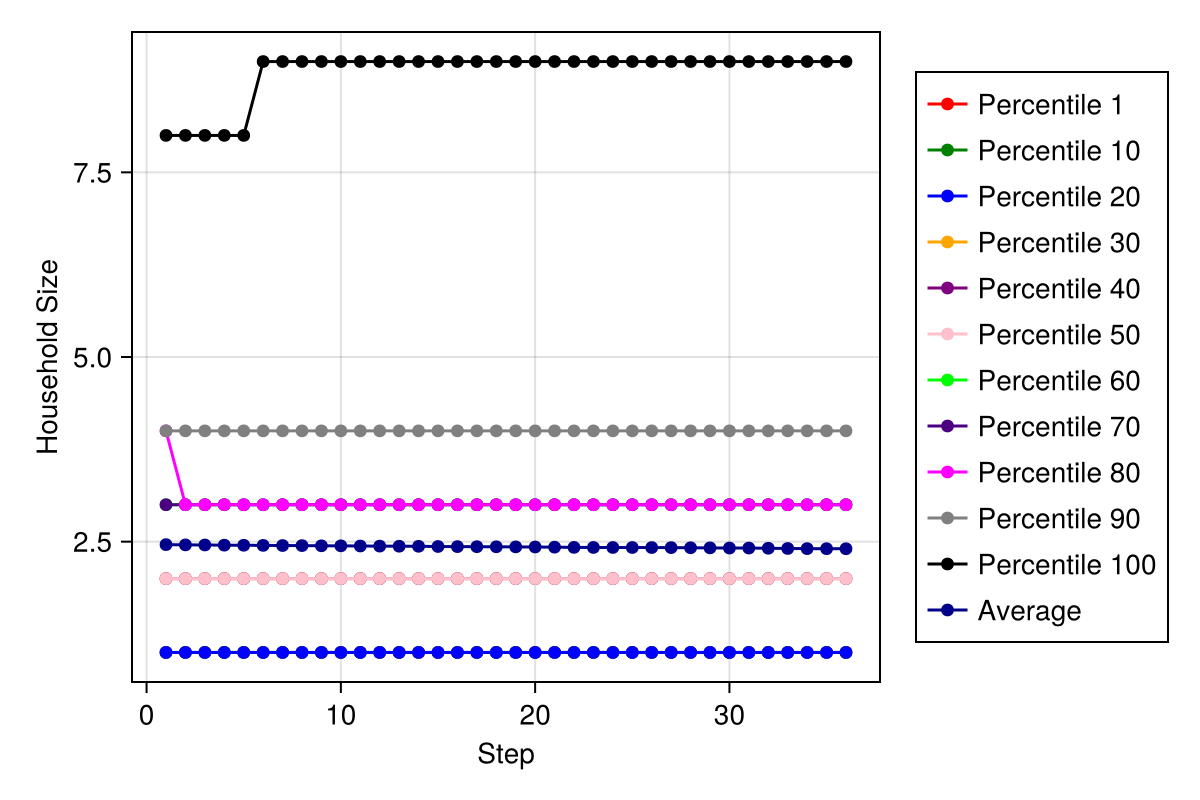 7.5
5.0
2.5
Household Size
0
10
20
30
Step
Percentile 1
Percentile 10
Percentile 20
Percentile 30
Percentile 40
Percentile 50
Percentile 60
Percentile 70
Percentile 80
Percentile 90
Percentile 100
Average